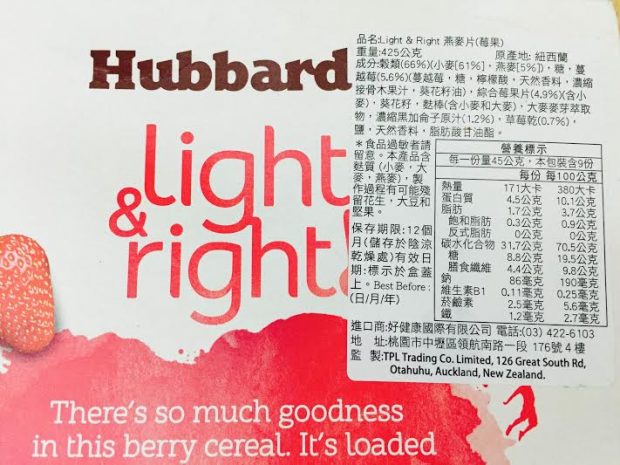 Hubbard
light
&
right!
There's so much goodness
in this berry cereal. It's loaded
品名:Light & Right 燕麥片(莓果)
重量:425公克 原產地: 紐西蘭
成分:穀類(66%)(小麥[61%],燕麥[5%]),糖,蔓
越莓(5.6%)(蔓越莓,糖,檸檬酸,天然香料,濃縮
接骨木果汁,葵花籽油),綜合莓果片(4.9%)(含小
麥),葵花籽,麩棒(含小麥和大麥),大麥麥芽萃取
物,濃縮黑加侖子原汁(1.2%),草莓乾(0.7%),
鹽,天然香料,脂肪酸甘油酯。
*食品過敏者請
留意。本產品含
麩質(小麥,大
麥,燕麥),製
作過程有可能殘
留花生,大豆和
堅果。
保存期限:12個
月(儲存於陰涼
乾燥處)有效日
期:標示於盒蓋
上。Best Before:
(日/月/年)
營養標示
每一份量45公克,本包裝含9份
每份 每100公克
熱量 171大卡 380大卡
蛋白質 4.5公克 10.1公克
脂肪 1.7公克 3.7公克
飽和脂肪 0.3公克 0.9公克
反式脂肪 0公克 0公克
碳水化合物 31.7公克 70.5公克
糖 8.8公克 19.5公克
膳食纖維 4.4公克 9.8公克
鈉 86毫克 190毫克
維生素B1 0.11毫克 0.25毫克
菸鹼素 2.5毫克 5.6毫克
鐵 1.2毫克 2.7毫克
進口商:好健康國際有限公司 電話:(03) 422-6103
地 址:桃園市中壢區領航南路一段 176號4樓
監 製:TPL Trading Co. Limited, 126 Great South Rd,
Otahuhu, Auckland, New Zealand.